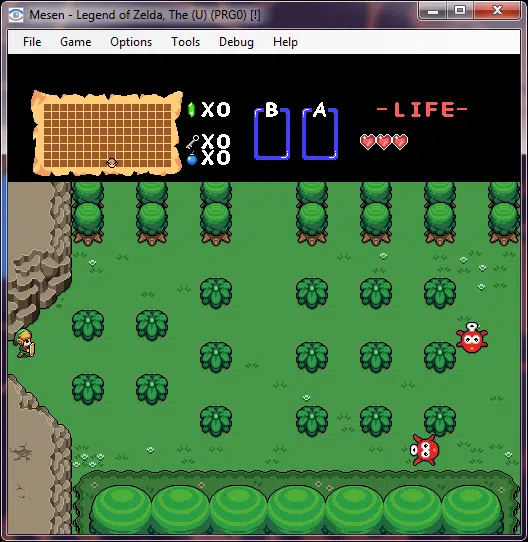 Mesen - Legend of Zelda, The (U) (PRG0) [!]
File Game Options Tools Debug Help
X0 B A -LIFE-
X0
X0